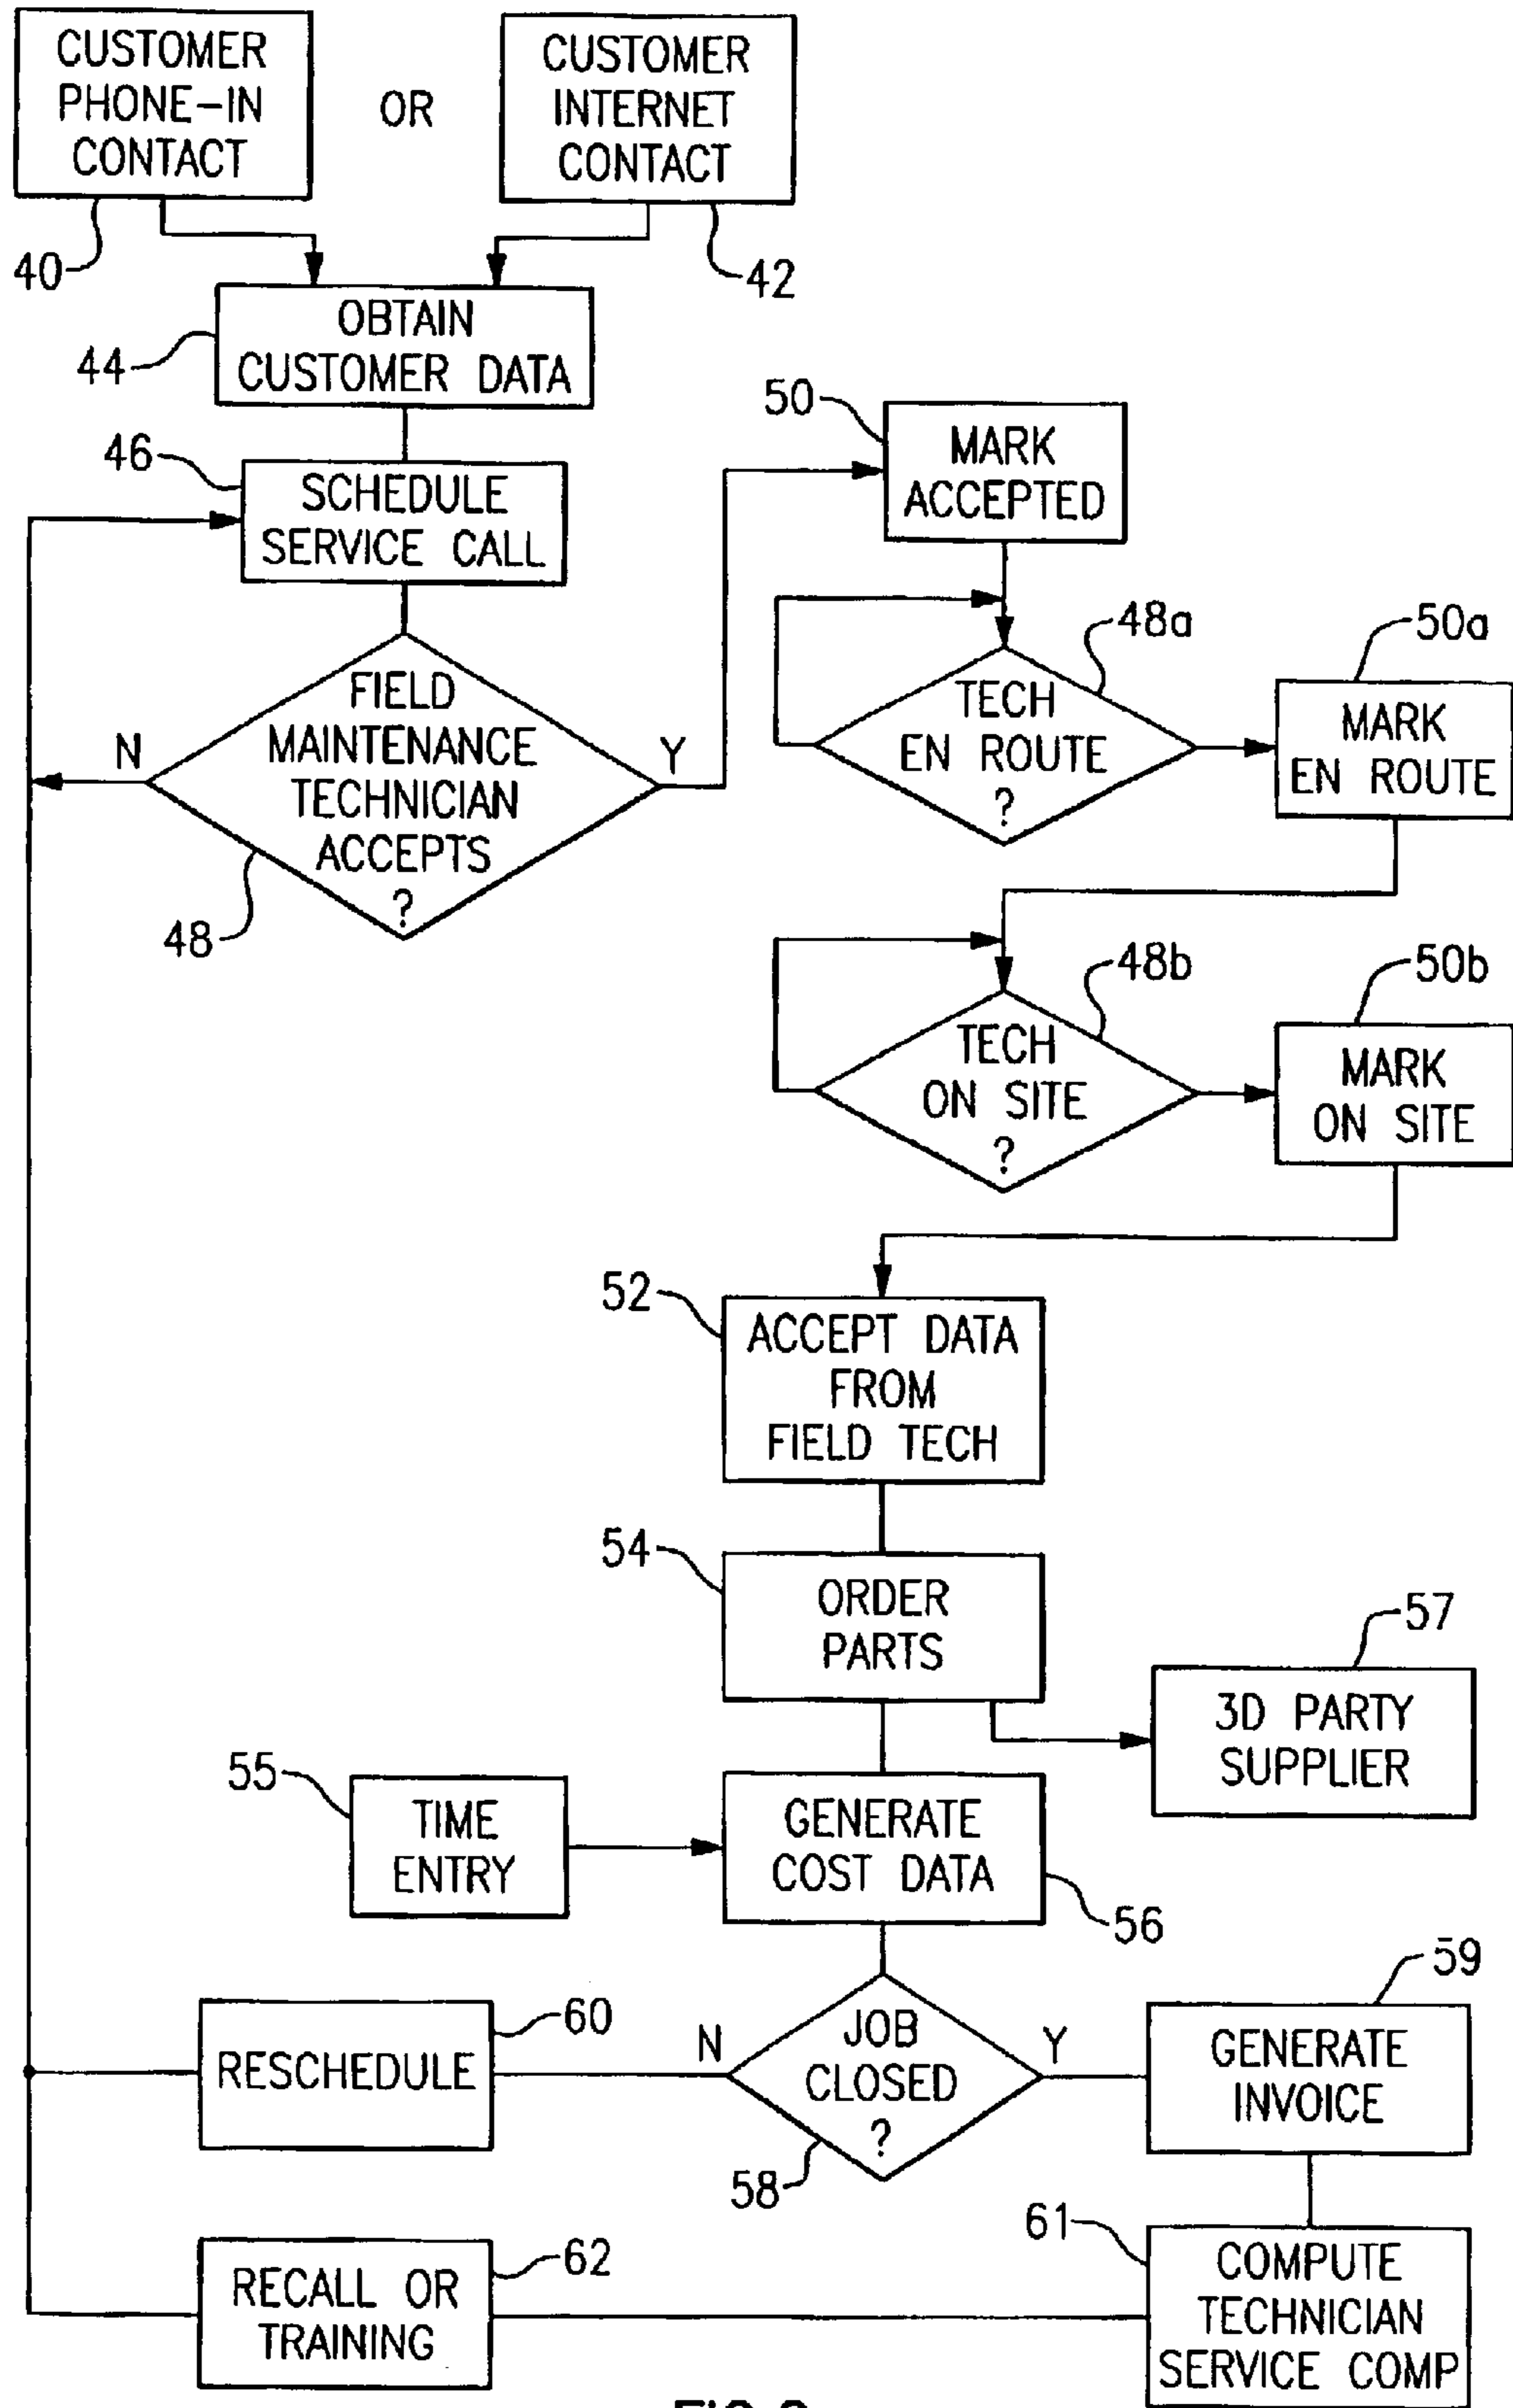 CUSTOMER
PHONE-IN
CONTACT
OR
CUSTOMER
INTERNET
CONTACT
40
42
44
OBTAIN
CUSTOMER DATA
46
SCHEDULE
SERVICE CALL
50
MARK
ACCEPTED
N
FIELD
MAINTENANCE
TECHNICIAN
ACCEPTS
?
Y
48
48a
TECH
EN ROUTE
?
50a
MARK
EN ROUTE
48b
TECH
ON SITE
?
50b
MARK
ON SITE
52
ACCEPT DATA
FROM
FIELD TECH
54
ORDER
PARTS
57
3D PARTY
SUPPLIER
55
TIME
ENTRY
GENERATE
COST DATA
56
60
RESCHEDULE
N
JOB
CLOSED
?
Y
58
59
GENERATE
INVOICE
62
RECALL OR
TRAINING
61
COMPUTE
TECHNICIAN
SERVICE COMP